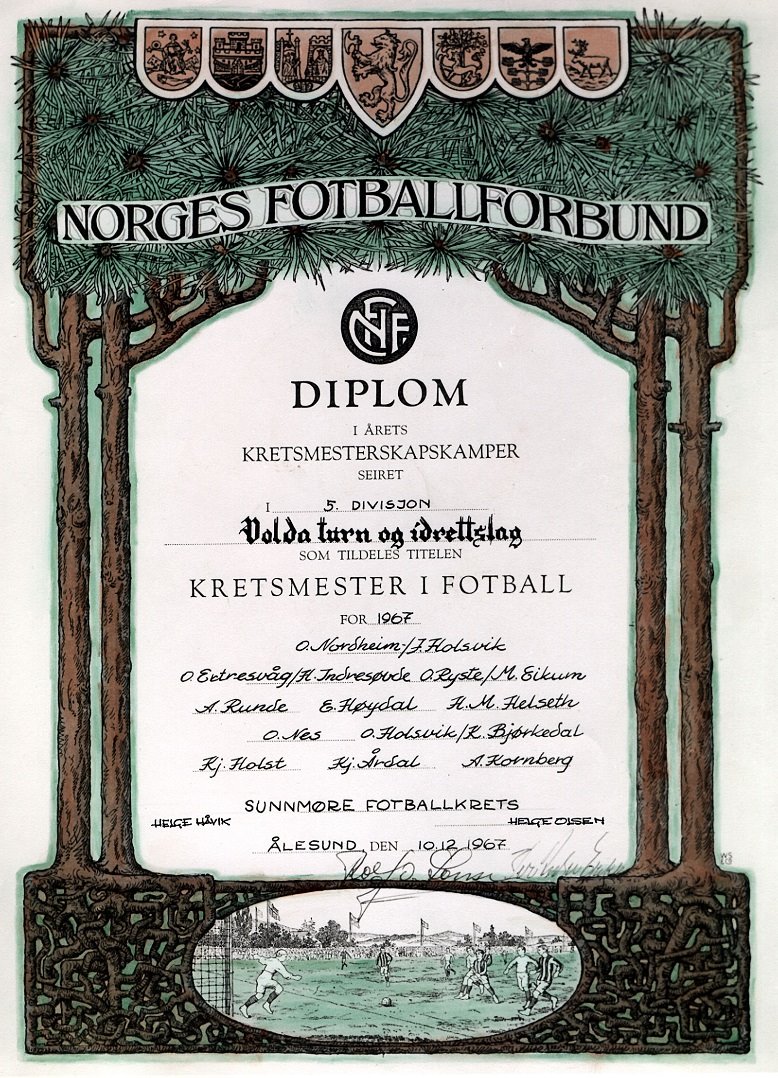 NORGES FOTBALLFORBUND
NFF
DIPLOM
I ÅRETS
KRETSMESTERSKAPSKAMPER
SEIRET
I 5. DIVISJON
Volda turn og idrettslag
SOM TILDELES TITELEN
KRETSMESTER I FOTBALL
FOR 1967
O. Nordheim/J. Holsvik
O. Eftresvåg/H. Indresøvde O. Ryste/M. Eikum
A. Runde E. Høydal H. M. Helseth
O. Nes O. Holsvik/K. Bjørkedal
Kj. Holst Kj. Årdal A. Kornberg
SUNNMØRE FOTBALLKRETS
HELGE HÅVIK HELGE OLSEN
ÅLESUND, DEN 10.12.1967